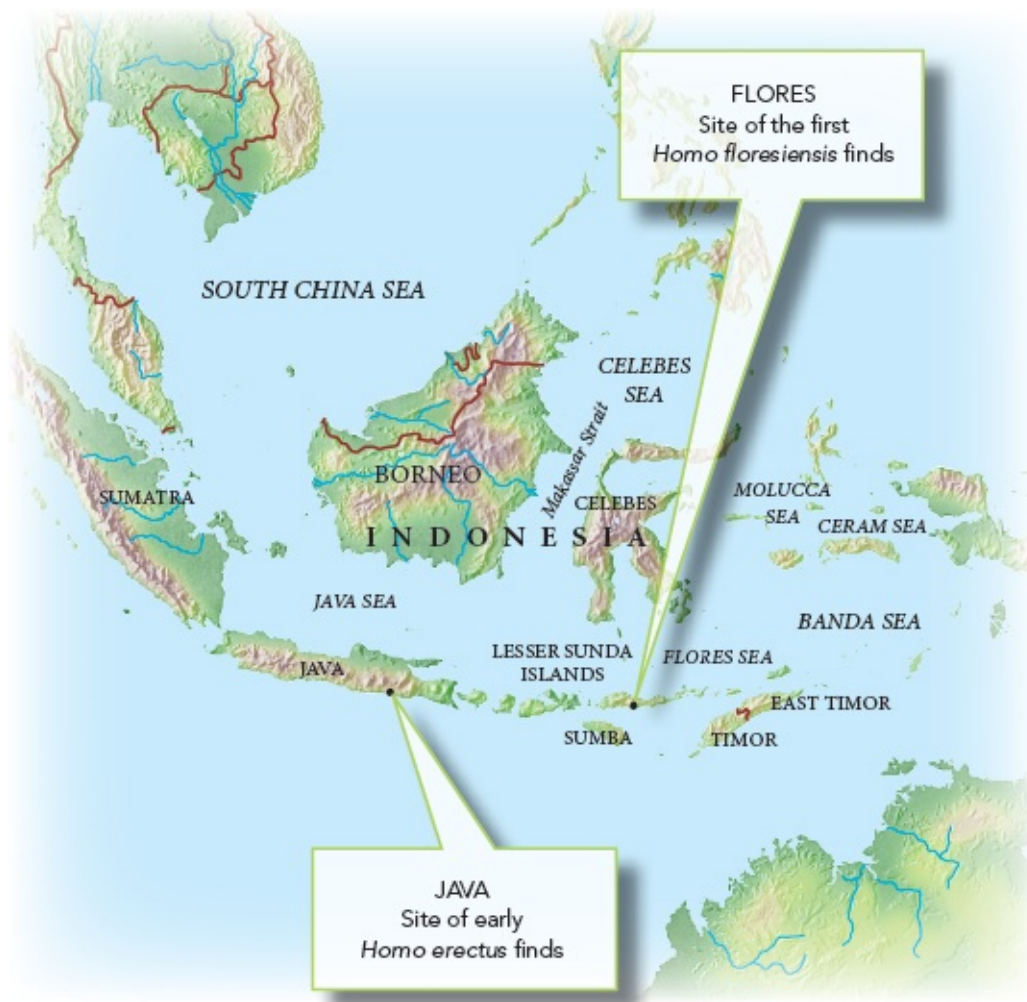 FLORES
Site of the first
Homo floresiensis finds
SOUTH CHINA SEA
CELEBES
SEA
Makassar Strait
BORNEO
SUMATRA
CELEBES
MOLUCCA
SEA
CERAM SEA
INDONESIA
JAVA SEA
BANDA SEA
LESSER SUNDA
ISLANDS
FLORES SEA
JAVA
EAST TIMOR
SUMBA
TIMOR
JAVA
Site of early
Homo erectus finds